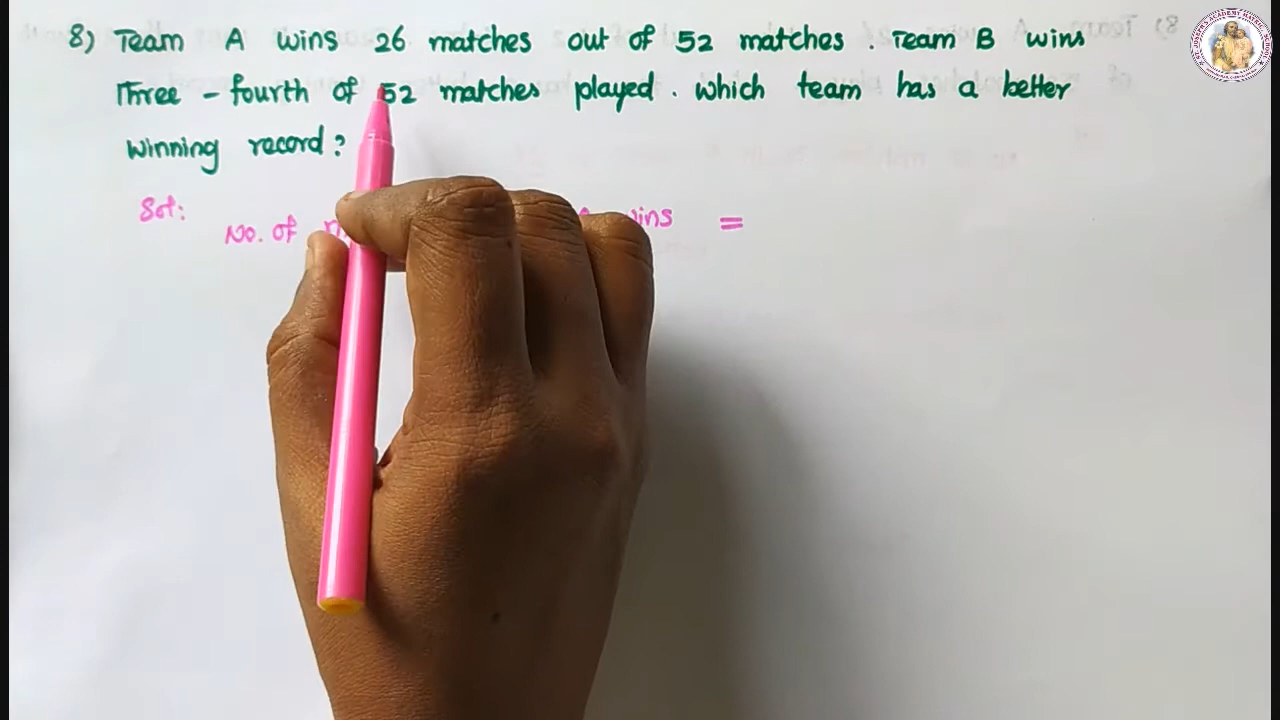 8) Team A wins 26 matches out of 52 matches. Team B wins
Three-fourth of 52 matches played. Which team has a better
winning record?
Sol:
No. of wins =